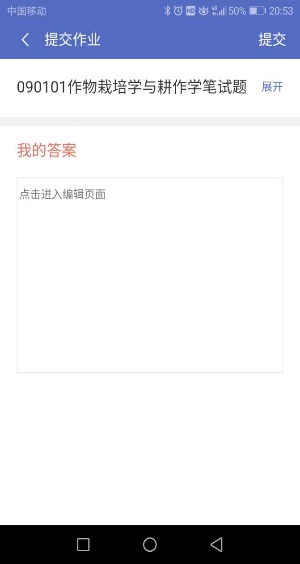 中国移动 50% 20:53
提交作业 提交
090101作物栽培学与耕作学笔试题 展开
我的答案
点击进入编辑页面